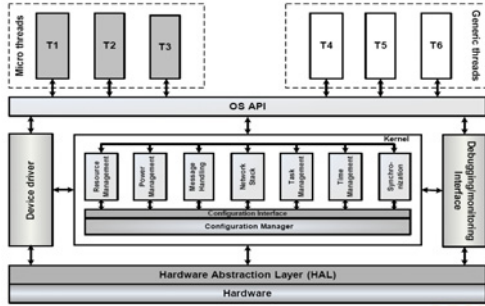 Micro threads
T1
T2
T3
Generic threads
T4
T5
T6
OS API
Device driver
Kernel
Resource
Management
Power
Management
Message
Handling
Network
Stack
Task
Management
Time
Management
Synchro-
nization
Configuration Interface
Configuration Manager
Debugging/monitoring
Interface
Hardware Abstraction Layer (HAL)
Hardware